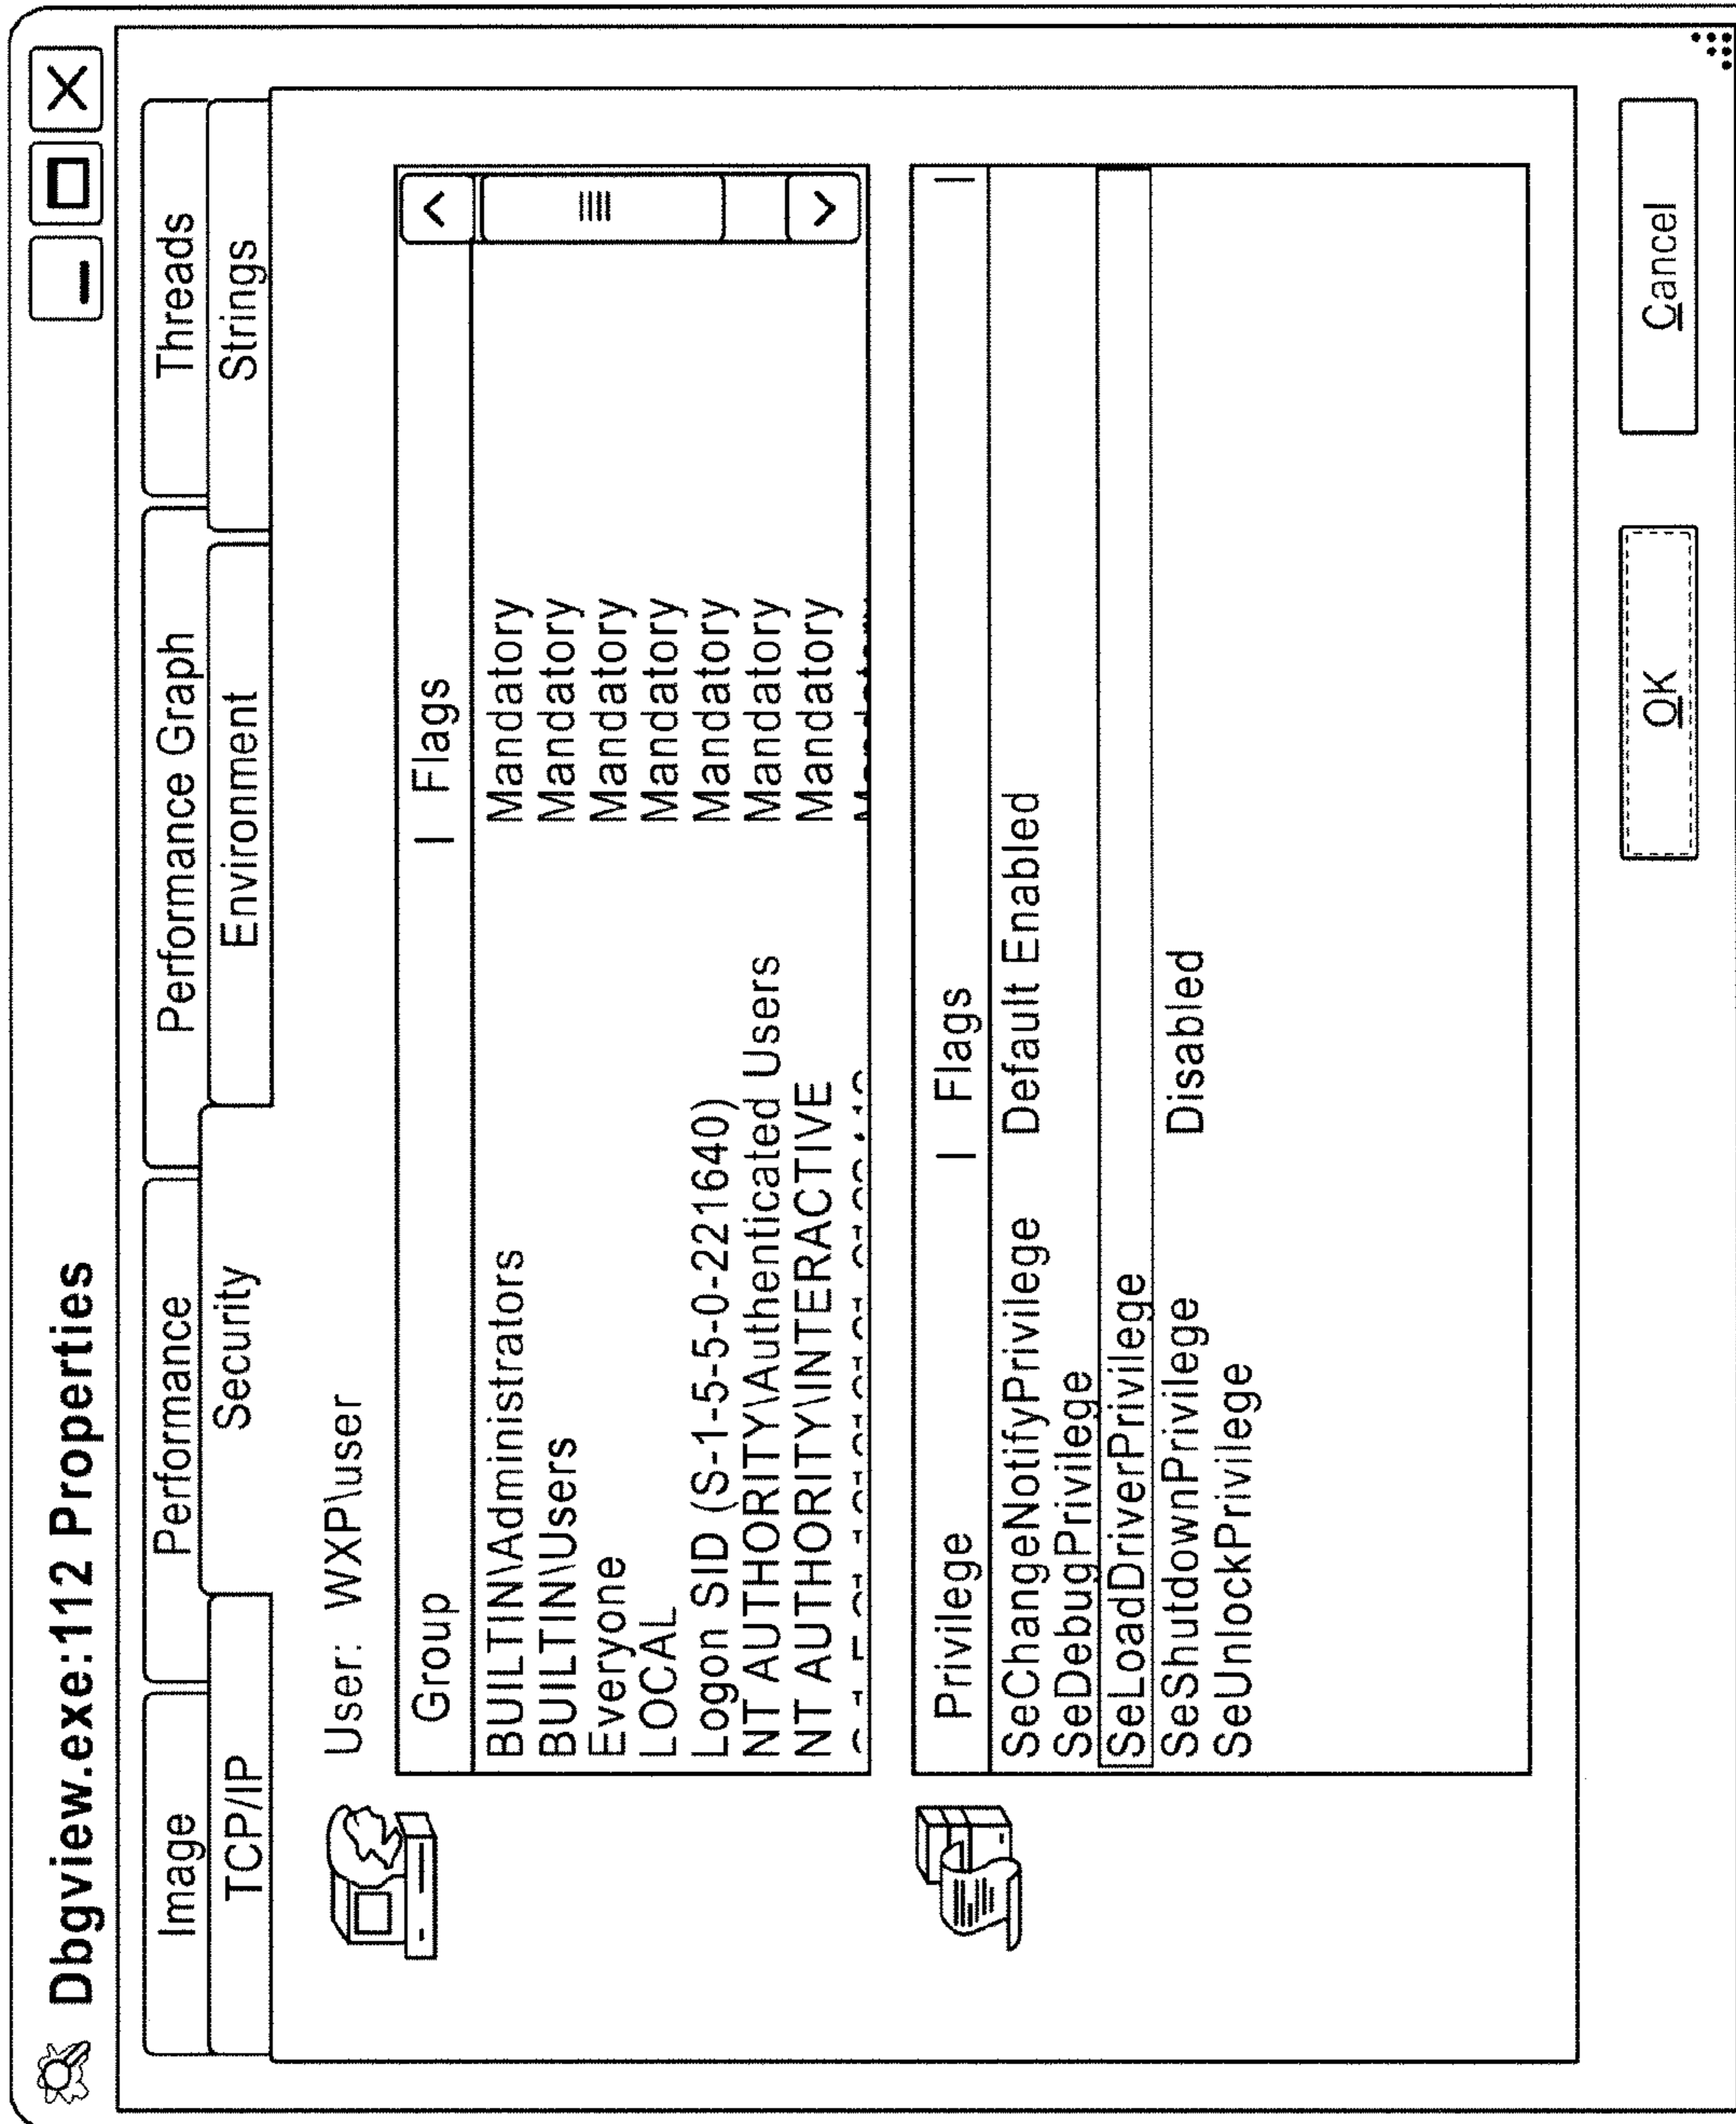 Dbgview.exe:112 Properties
Image Performance Performance Graph Threads
TCP/IP Security Environment Strings
User: WXP\user
Group | Flags
BUILTIN\Administrators Mandatory
BUILTIN\Users Mandatory
Everyone Mandatory
LOCAL Mandatory
Logon SID (S-1-5-5-0-221640) Mandatory
NT AUTHORITY\Authenticated Users Mandatory
NT AUTHORITY\INTERACTIVE Mandatory
Privilege | Flags |
SeChangeNotifyPrivilege Default Enabled
SeDebugPrivilege
SeLoadDriverPrivilege
SeShutdownPrivilege Disabled
SeUnlockPrivilege
OK Cancel